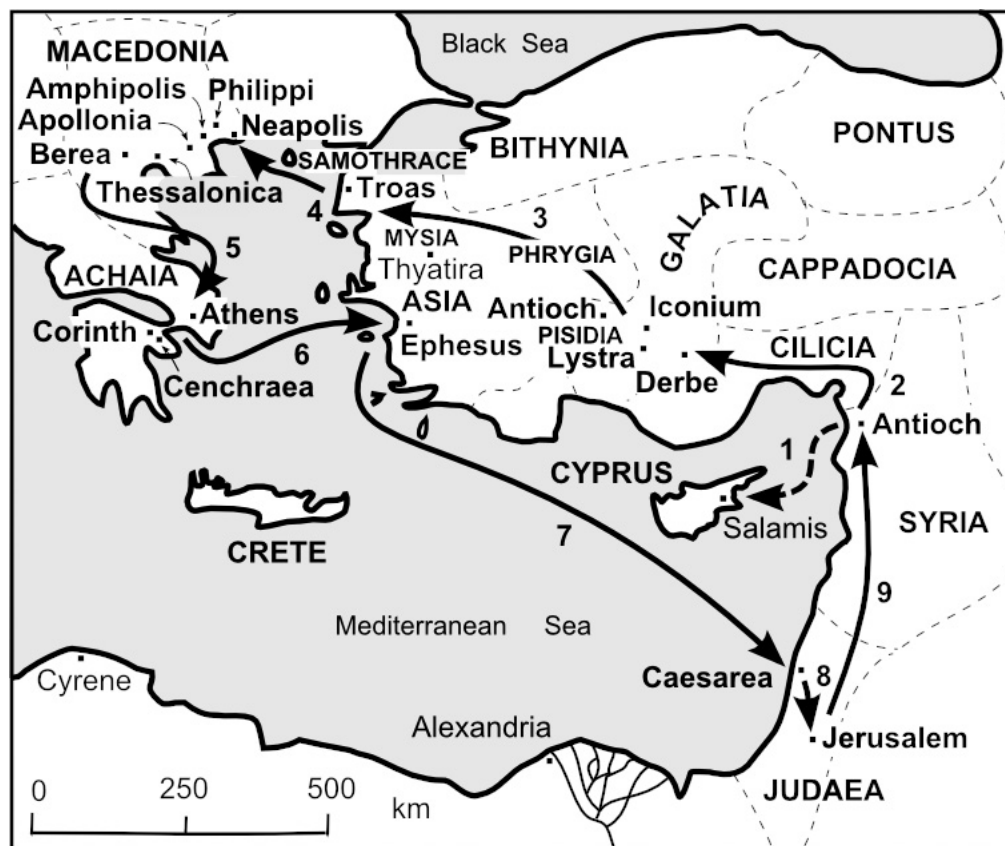 Black Sea
MACEDONIA
Amphipolis
Philippi
Apollonia
Neapolis
Berea
SAMOTHRACE
BITHYNIA
PONTUS
Thessalonica
Troas
4
3
GALATIA
5
MYSIA
PHRYGIA
Thyatira
CAPPADOCIA
ACHAIA
ASIA
Antioch
Iconium
Athens
Corinth
Ephesus
PISIDIA
Lystra
CILICIA
6
Cenchraea
Derbe
2
Antioch
1
CYPRUS
Salamis
SYRIA
7
CRETE
9
Mediterranean Sea
Cyrene
Caesarea
8
Alexandria
Jerusalem
JUDAEA
0 250 500
km